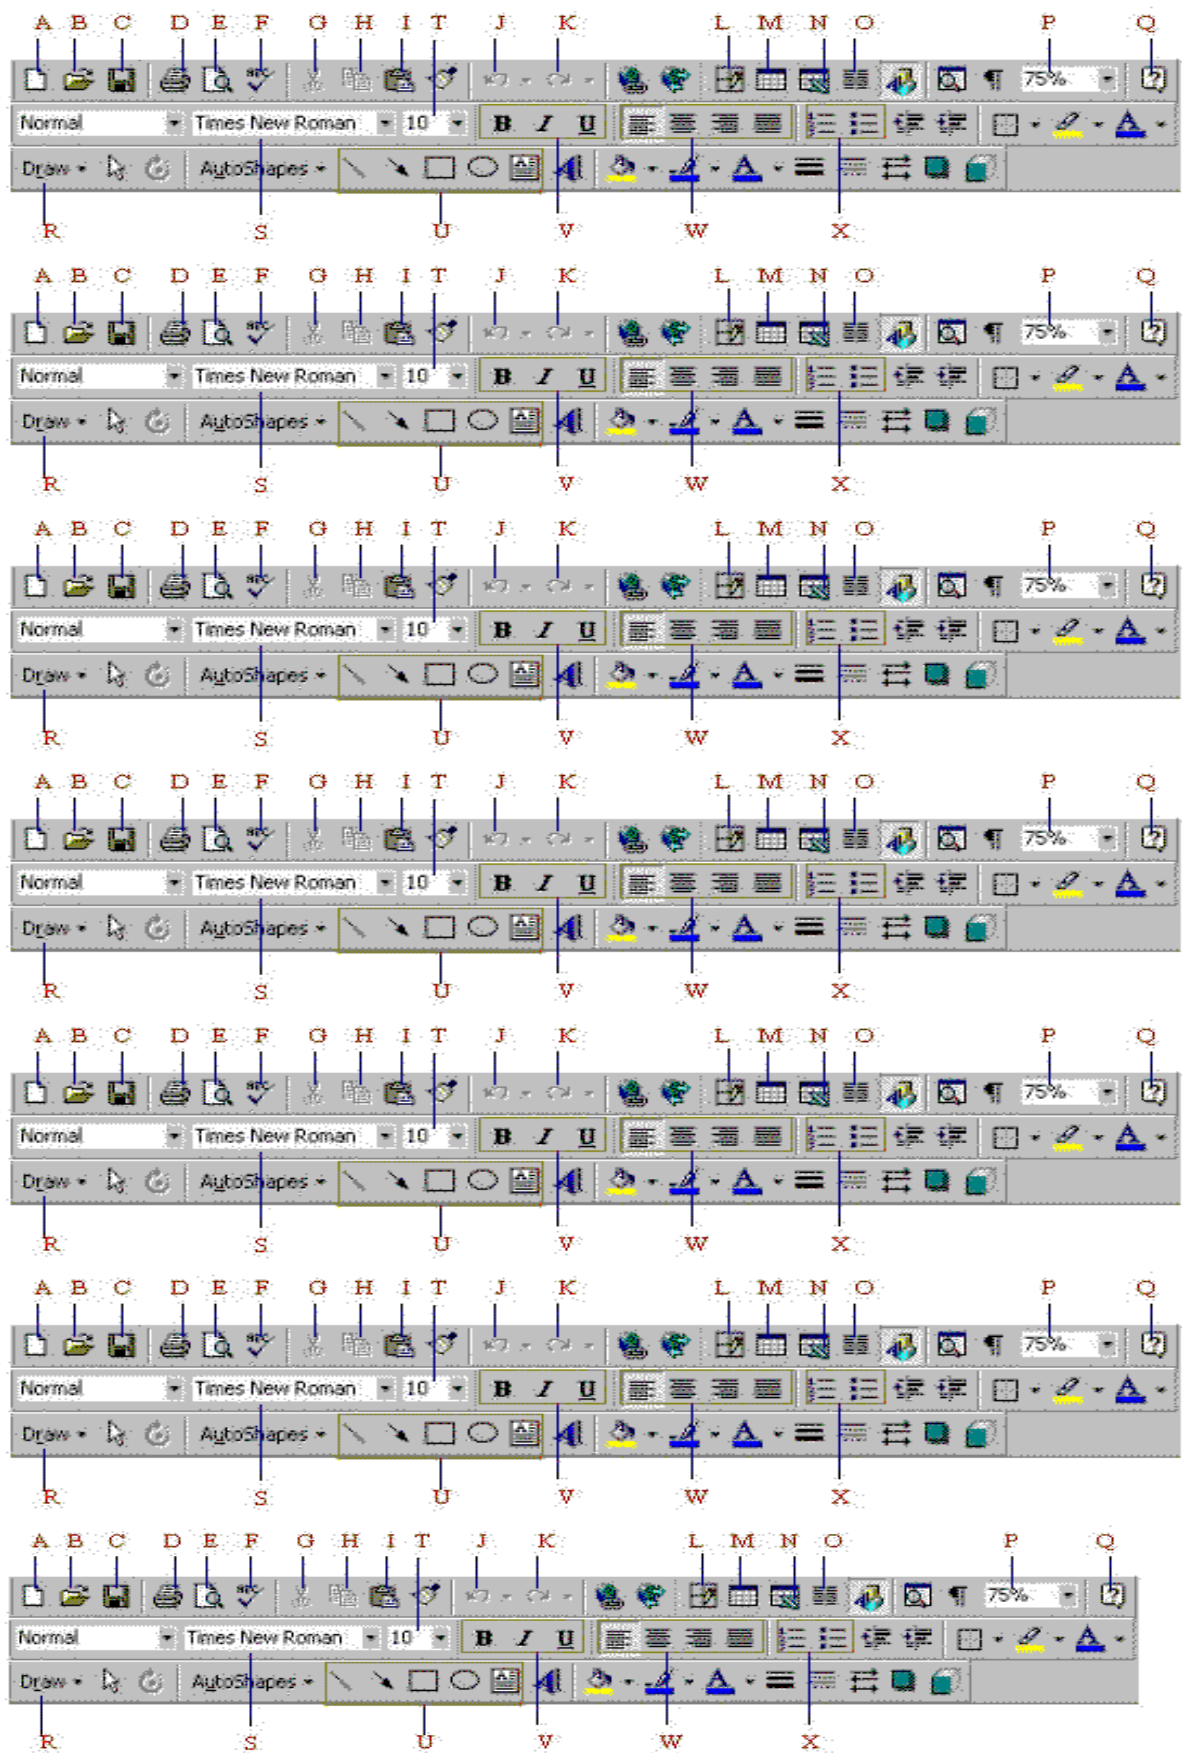 A B C D E F G H I T J K L M N O P Q
75%
Normal Times New Roman 10 B I U A
Draw AutoShapes A A
R S U V W X
A B C D E F G H I T J K L M N O P Q
75%
Normal Times New Roman 10 B I U A
Draw AutoShapes A A
R S U V W X
A B C D E F G H I T J K L M N O P Q
75%
Normal Times New Roman 10 B I U A
Draw AutoShapes A A
R S U V W X
A B C D E F G H I T J K L M N O P Q
75%
Normal Times New Roman 10 B I U A
Draw AutoShapes A A
R S U V W X
A B C D E F G H I T J K L M N O P Q
75%
Normal Times New Roman 10 B I U A
Draw AutoShapes A A
R S U V W X
A B C D E F G H I T J K L M N O P Q
75%
Normal Times New Roman 10 B I U A
Draw AutoShapes A A
R S U V W X
A B C D E F G H I T J K L M N O P Q
75%
Normal Times New Roman 10 B I U A
Draw AutoShapes A A
R S U V W X